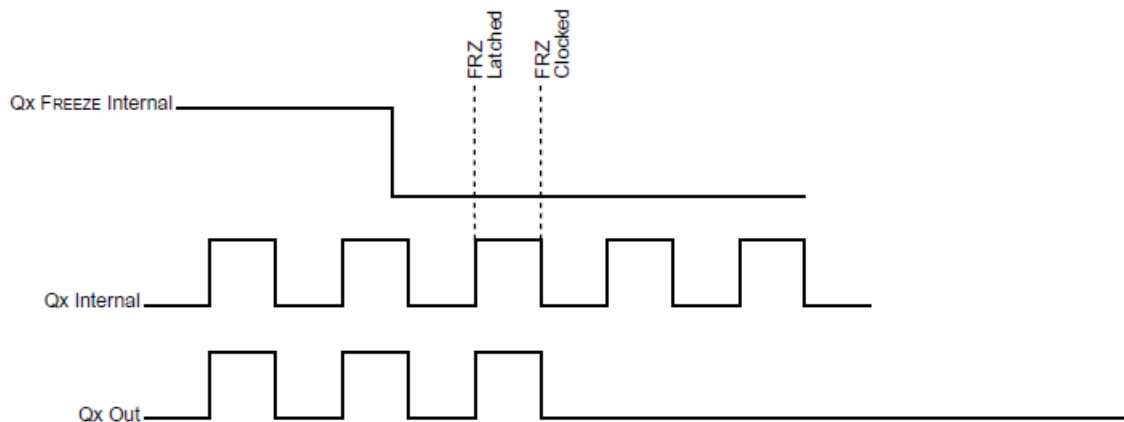 FRZ
Latched
FRZ
Clocked
Qx FREEZE Internal
Qx Internal
Qx Out